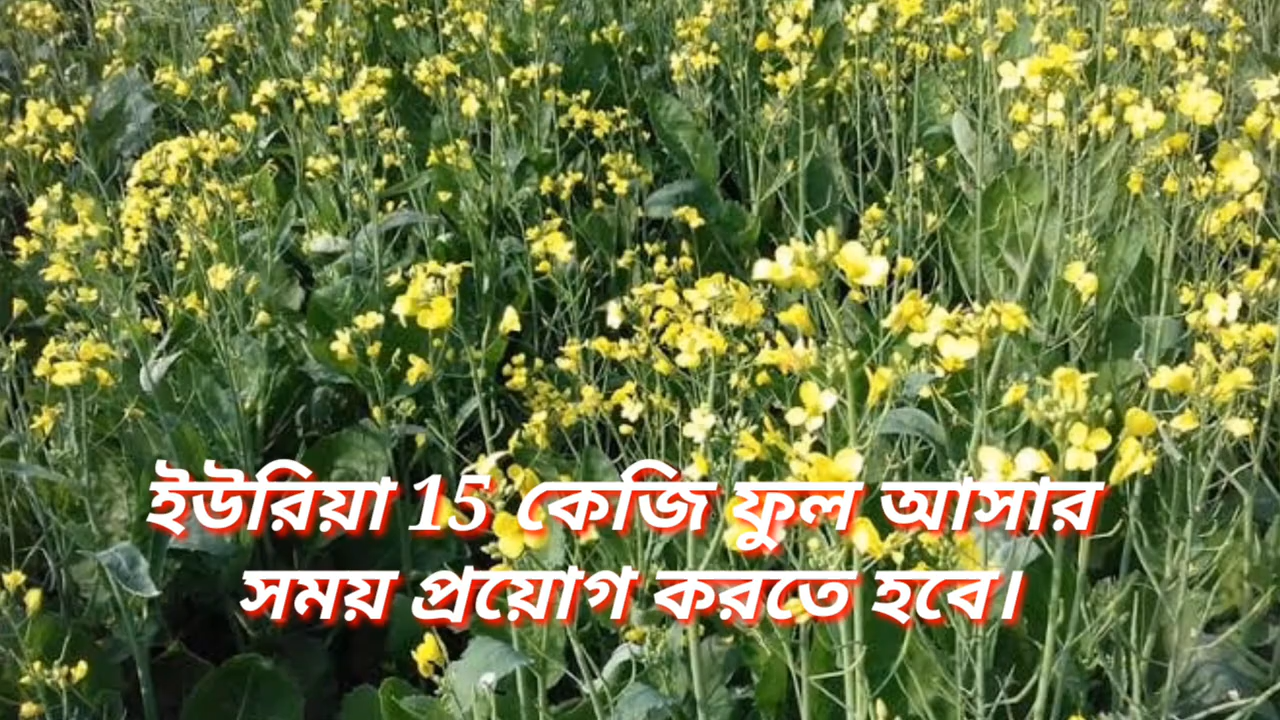 ইউরিয়া 15 কেজি ফুল আসার
সময় প্রয়োগ করতে হবে।